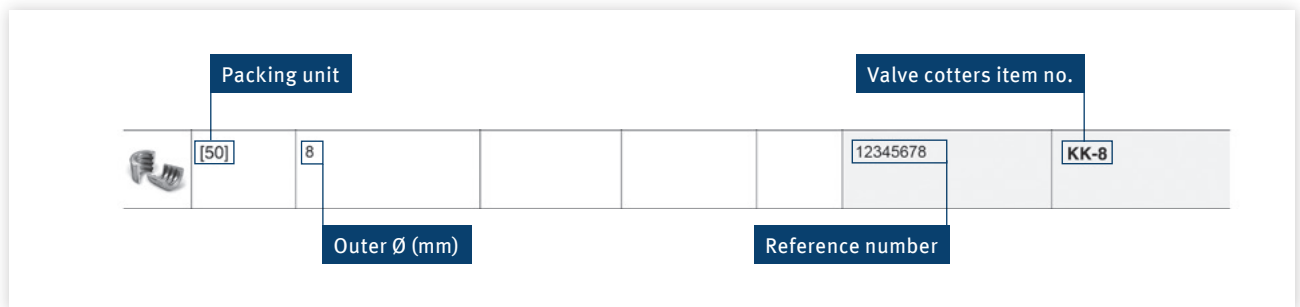 Packing unit
Valve cotters item no.
[50]
8
12345678
KK-8
Outer Ø (mm)
Reference number